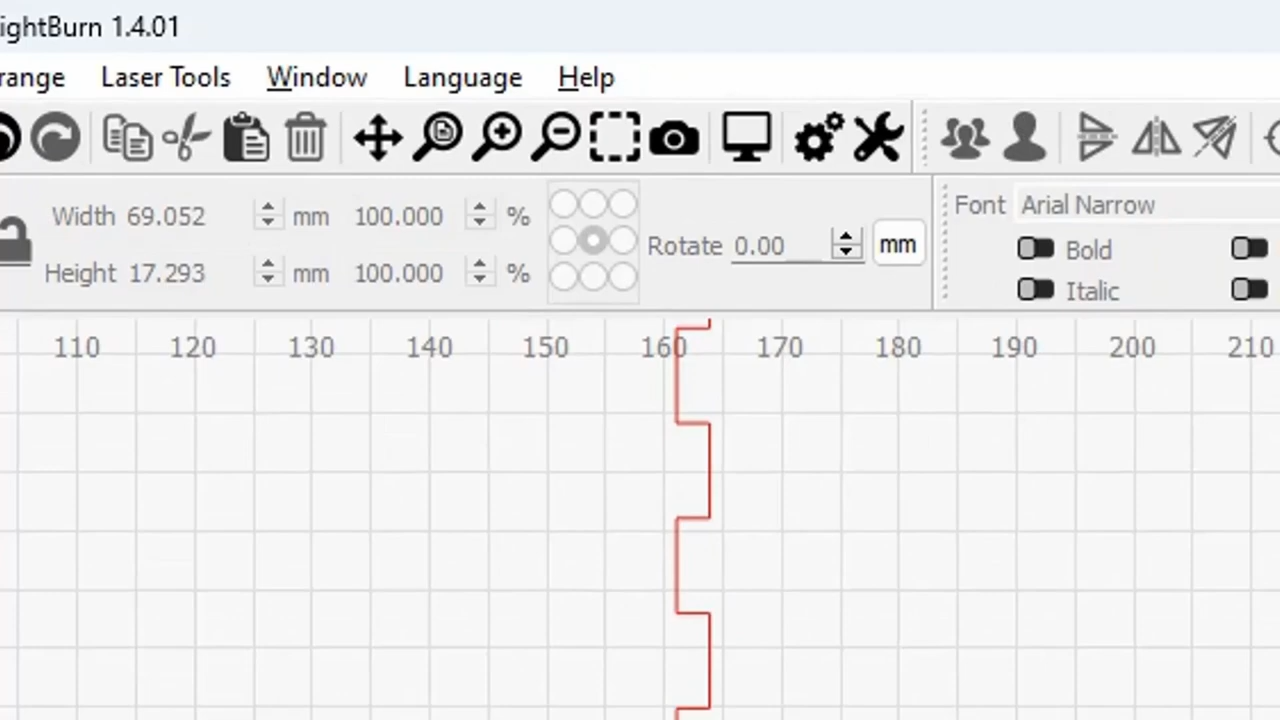 ightBurn 1.4.01
range Laser Tools Window Language Help
Width 69.052 mm 100.000 %
Height 17.293 mm 100.000 %
Rotate 0.00 mm
Font Arial Narrow
Bold
Italic
110 120 130 140 150 160 170 180 190 200 210